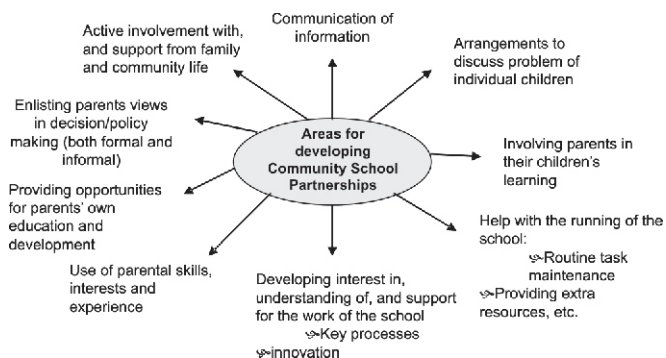 Communication of
information
Active involvement with,
and support from family
and community life
Arrangements to
discuss problem of
individual children
Enlisting parents views
in decision/policy
making (both formal and
informal)
Areas for
developing
Community School
Partnerships
Involving parents in
their children's
learning
Providing opportunities
for parents' own
education and
development
Help with the running of the
school:
Routine task
maintenance
Providing extra
resources, etc.
Use of parental skills,
interests and
experience
Developing interest in,
understanding of, and support
for the work of the school
Key processes
innovation